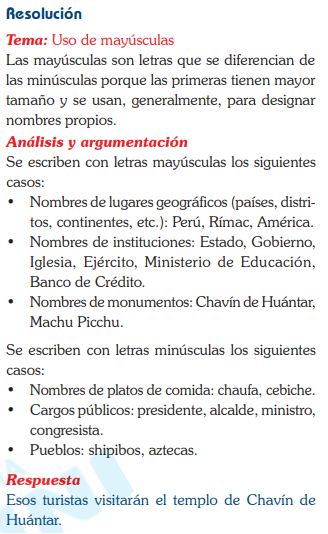 Resolución
Tema: Uso de mayúsculas
Las mayúsculas son letras que se diferencian de
las minúsculas porque las primeras tienen mayor
tamaño y se usan, generalmente, para designar
nombres propios.
Análisis y argumentación
Se escriben con letras mayúsculas los siguientes
casos:
• Nombres de lugares geográficos (países, distri-
tos, continentes, etc.): Perú, Rímac, América.
• Nombres de instituciones: Estado, Gobierno,
Iglesia, Ejército, Ministerio de Educación,
Banco de Crédito.
• Nombres de monumentos: Chavín de Huántar,
Machu Picchu.
Se escriben con letras minúsculas los siguientes
casos:
• Nombres de platos de comida: chaufa, cebiche.
• Cargos públicos: presidente, alcalde, ministro,
congresista.
• Pueblos: shipibos, aztecas.
Respuesta
Esos turistas visitarán el templo de Chavín de
Huántar.